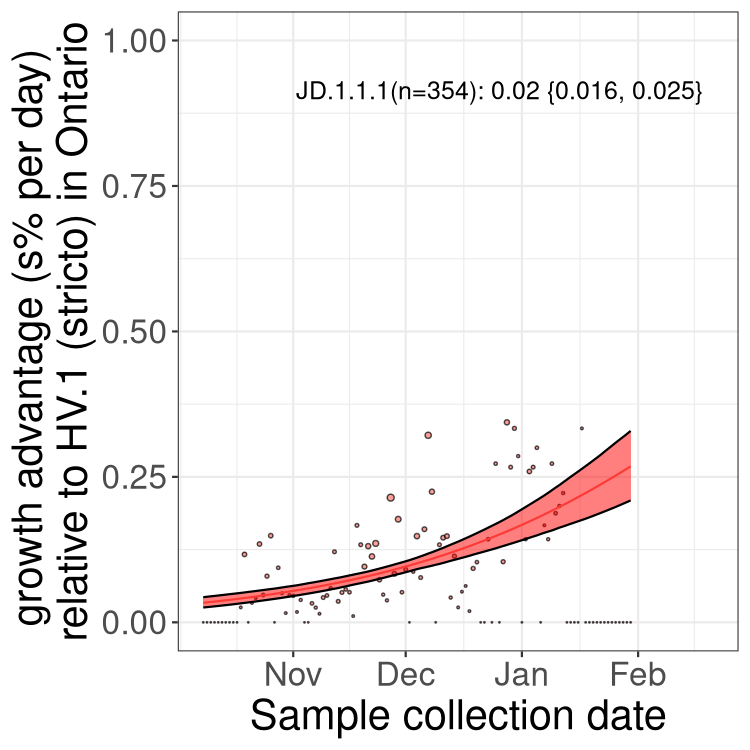 growth advantage (s% per day)
relative to HV.1 (stricto) in Ontario
1.00
0.75
0.50
0.25
0.00
JD.1.1.1(n=354): 0.02 {0.016, 0.025}
Nov Dec Jan Feb
Sample collection date